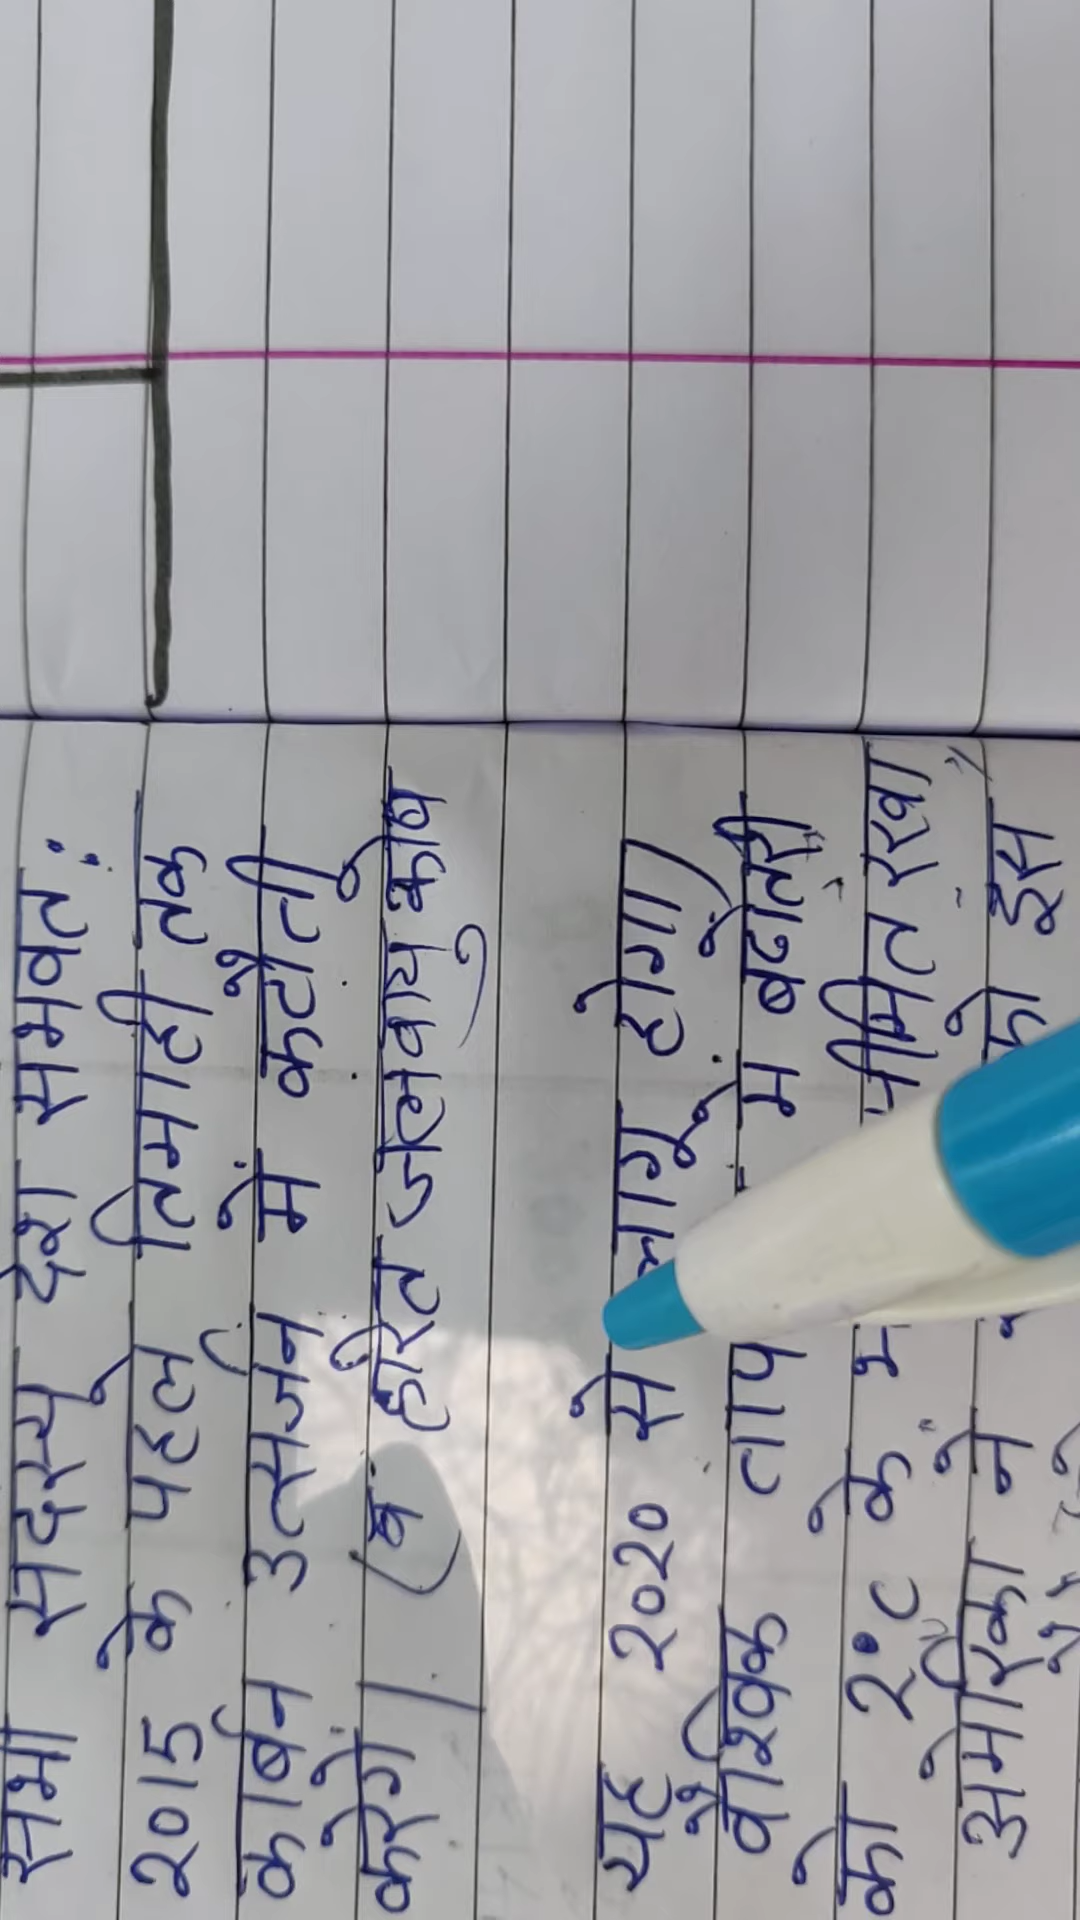 सभी सदस्य देश संभवत:
2015 के पहले तिमाही तक
कार्बन उत्सर्जन में कटौती
करेंगे। व हरित जलवायु कोष
यह 2020 से लागू होगा
वैश्विक ताप में बढ़ोतरी
को 2°C के सीमित रखा
अमेरिका ने को इस